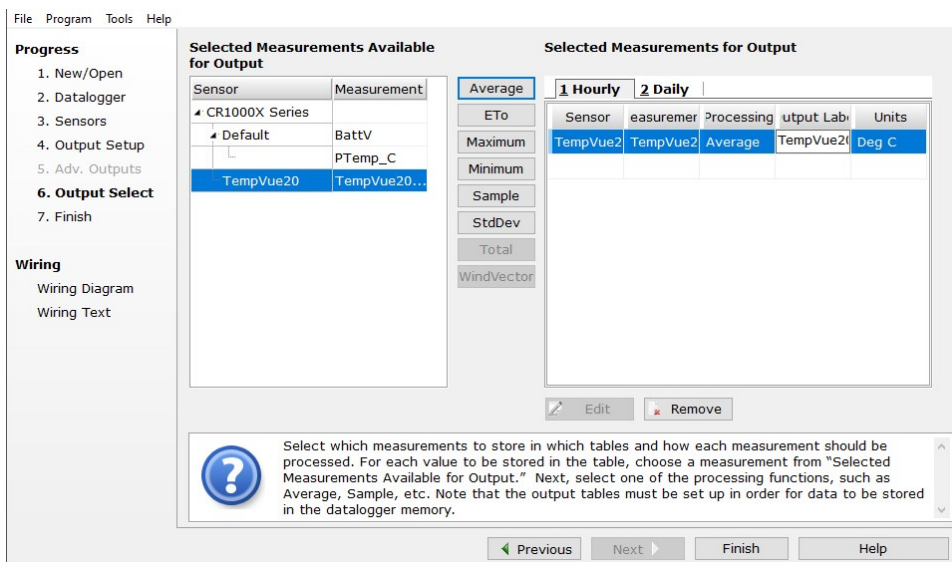 File Program Tools Help
Progress
1. New/Open
2. Datalogger
3. Sensors
4. Output Setup
5. Adv. Outputs
6. Output Select
7. Finish
Wiring
Wiring Diagram
Wiring Text
Selected Measurements Available
for Output
Sensor Measurement
CR1000X Series
Default BattV
PTemp_C
TempVue20 TempVue20...
Average
ETo
Maximum
Minimum
Sample
StdDev
Total
WindVector
Selected Measurements for Output
1 Hourly 2 Daily
Sensor easuremer Processing utput Lab Units
TempVue2 TempVue2 Average TempVue20 Deg C
Edit Remove
Select which measurements to store in which tables and how each measurement should be
processed. For each value to be stored in the table, choose a measurement from “Selected
Measurements Available for Output.” Next, select one of the processing functions, such as
Average, Sample, etc. Note that the output tables must be set up in order for data to be stored
in the datalogger memory.
Previous Next Finish Help